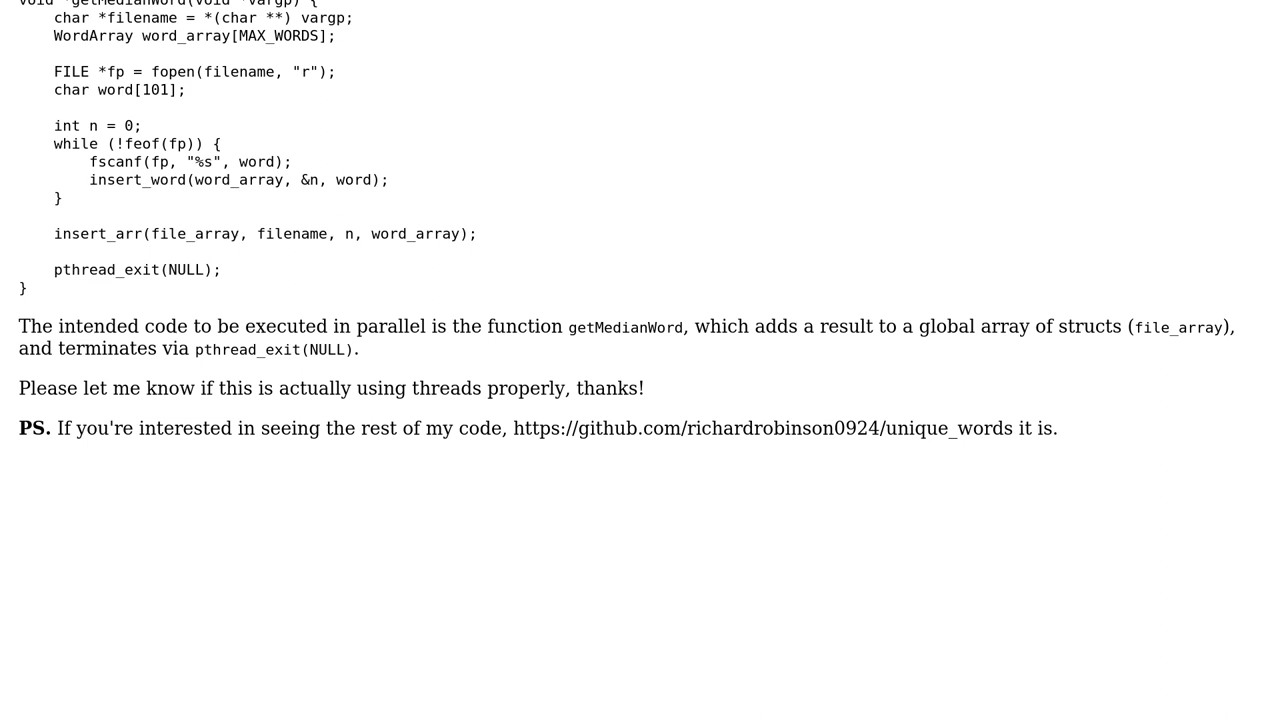 void *getMedianWord(void *vargp) {
    char *filename = *(char **) vargp;
    WordArray word_array[MAX_WORDS];

    FILE *fp = fopen(filename, "r");
    char word[101];

    int n = 0;
    while (!feof(fp)) {
        fscanf(fp, "%s", word);
        insert_word(word_array, &n, word);
    }

    insert_arr(file_array, filename, n, word_array);

    pthread_exit(NULL);
}
The intended code to be executed in parallel is the function getMedianWord, which adds a result to a global array of structs (file_array),
and terminates via pthread_exit(NULL).
Please let me know if this is actually using threads properly, thanks!
PS. If you're interested in seeing the rest of my code, https://github.com/richardrobinson0924/unique_words it is.